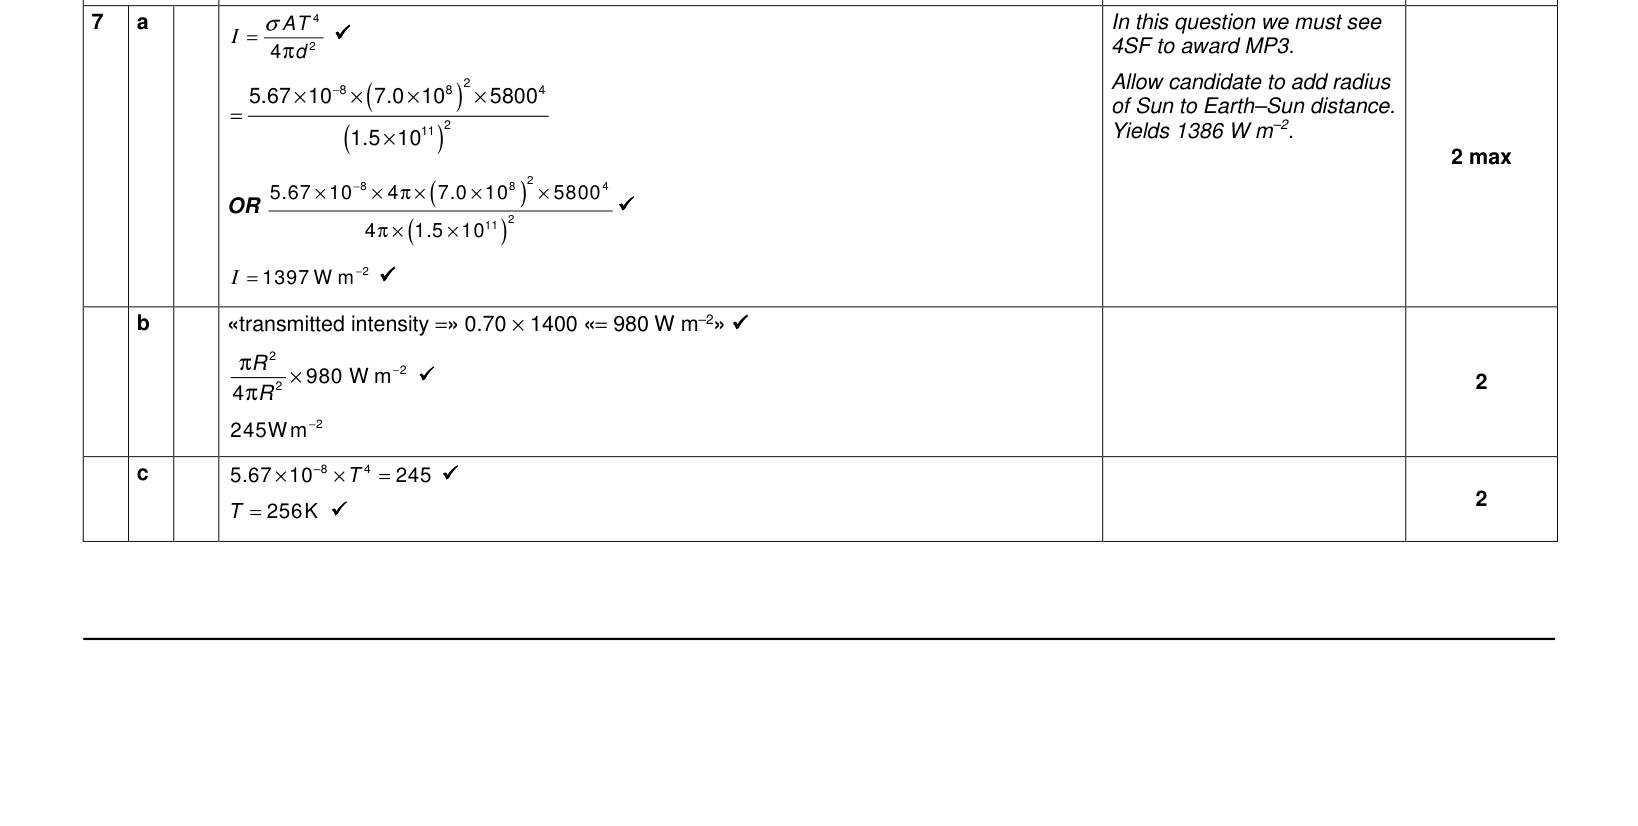 7 a I = σAT⁴ / 4πd² ✓
= 5.67×10⁻⁸×(7.0×10⁸)²×5800⁴ / (1.5×10¹¹)²
OR 5.67×10⁻⁸×4π×(7.0×10⁸)²×5800⁴ / 4π×(1.5×10¹¹)² ✓
I = 1397 W m⁻² ✓
In this question we must see
4SF to award MP3.
Allow candidate to add radius
of Sun to Earth–Sun distance.
Yields 1386 W m⁻².
2 max
b «transmitted intensity =» 0.70 × 1400 «= 980 W m⁻²» ✓
πR² / 4πR² × 980 W m⁻² ✓
245 W m⁻²
2
c 5.67×10⁻⁸ × T⁴ = 245 ✓
T = 256 K ✓
2